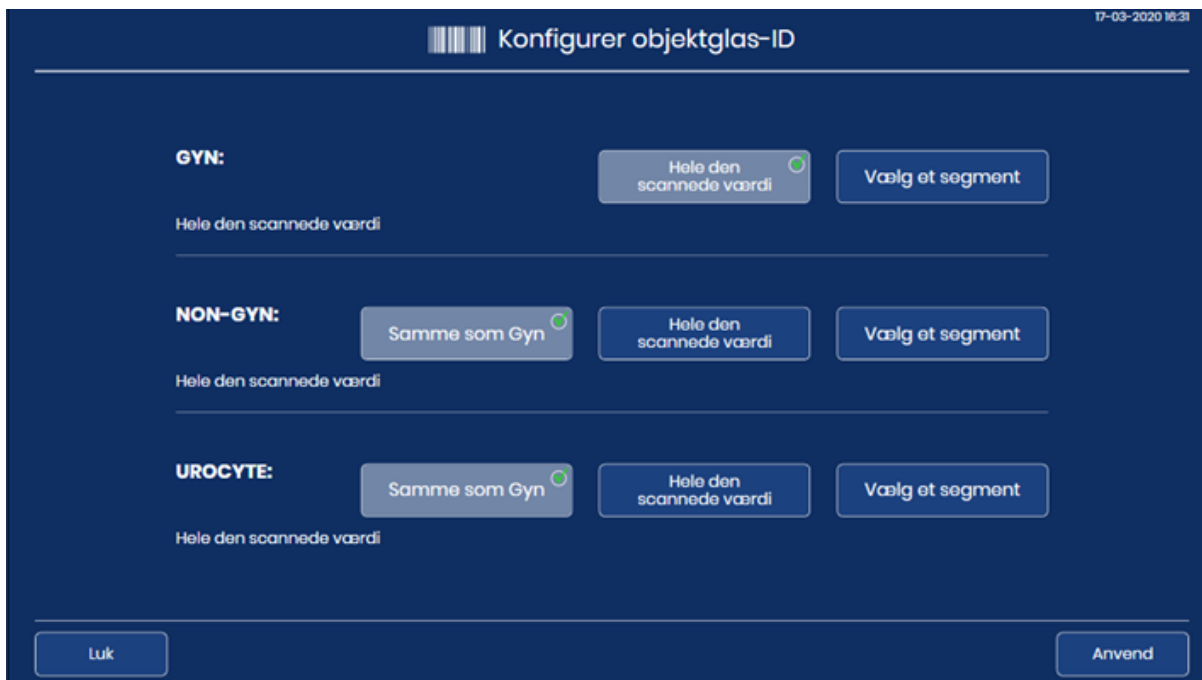 17-03-2020 16:31
Konfigurer objektglas-ID
GYN:
Hele den
scannede værdi
Vælg et segment
Hele den scannede værdi
NON-GYN:
Samme som Gyn
Hele den
scannede værdi
Vælg et segment
Hele den scannede værdi
UROCYTE:
Samme som Gyn
Hele den
scannede værdi
Vælg et segment
Hele den scannede værdi
Luk
Anvend